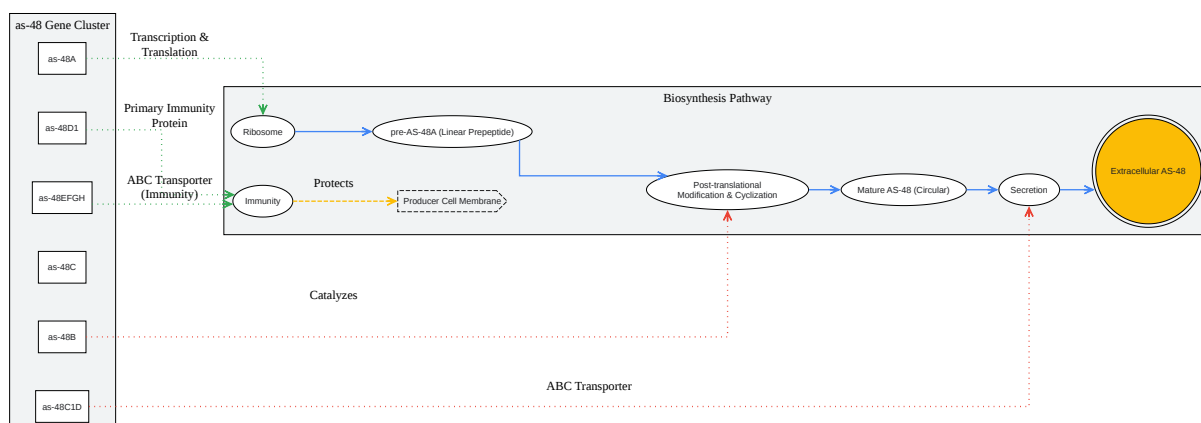 as-48 Gene Cluster
as-48A
as-48D1
as-48EFGH
as-48C
as-48B
as-48C1D
Transcription &
Translation
Primary Immunity
Protein
ABC Transporter
(Immunity)
Biosynthesis Pathway
Ribosome
pre-AS-48A (Linear Prepeptide)
Immunity
Protects
Producer Cell Membrane
Post-translational
Modification & Cyclization
Mature AS-48 (Circular)
Secretion
Extracellular AS-48
Catalyzes
ABC Transporter